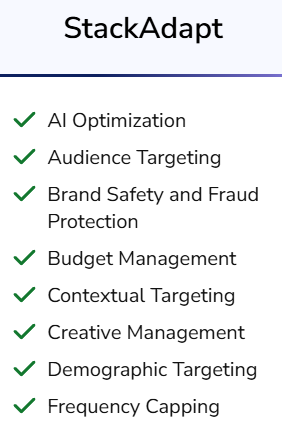 StackAdapt
AI Optimization
Audience Targeting
Brand Safety and Fraud
Protection
Budget Management
Contextual Targeting
Creative Management
Demographic Targeting
Frequency Capping